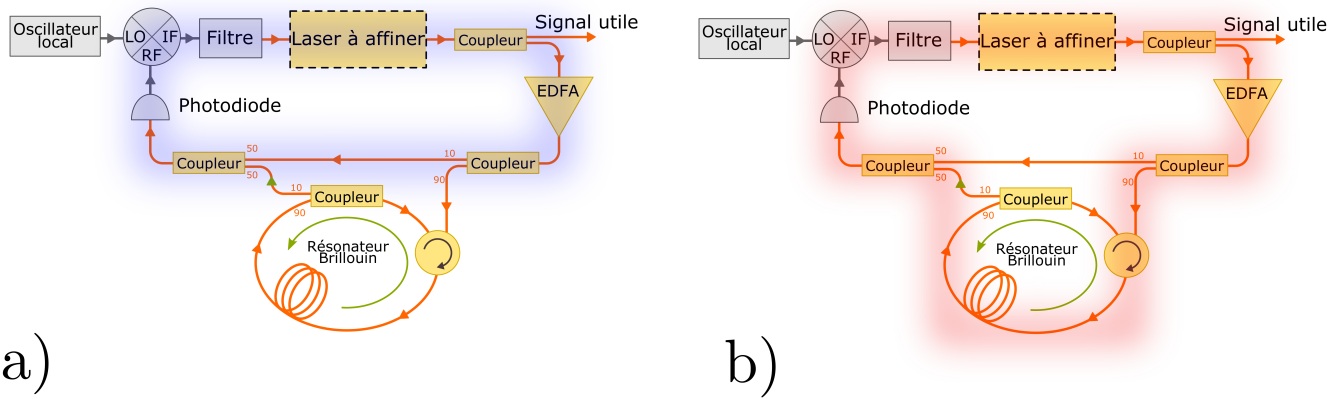 Oscillateur
local
LO
IF
RF
Filtre
Laser à affiner
Coupleur
Signal utile
EDFA
Photodiode
Coupleur
50
50
10
90
Coupleur
10
90
Coupleur
Résonateur
Brillouin
a)
Oscillateur
local
LO
IF
RF
Filtre
Laser à affiner
Coupleur
Signal utile
EDFA
Photodiode
Coupleur
50
50
10
90
Coupleur
10
90
Coupleur
Résonateur
Brillouin
b)